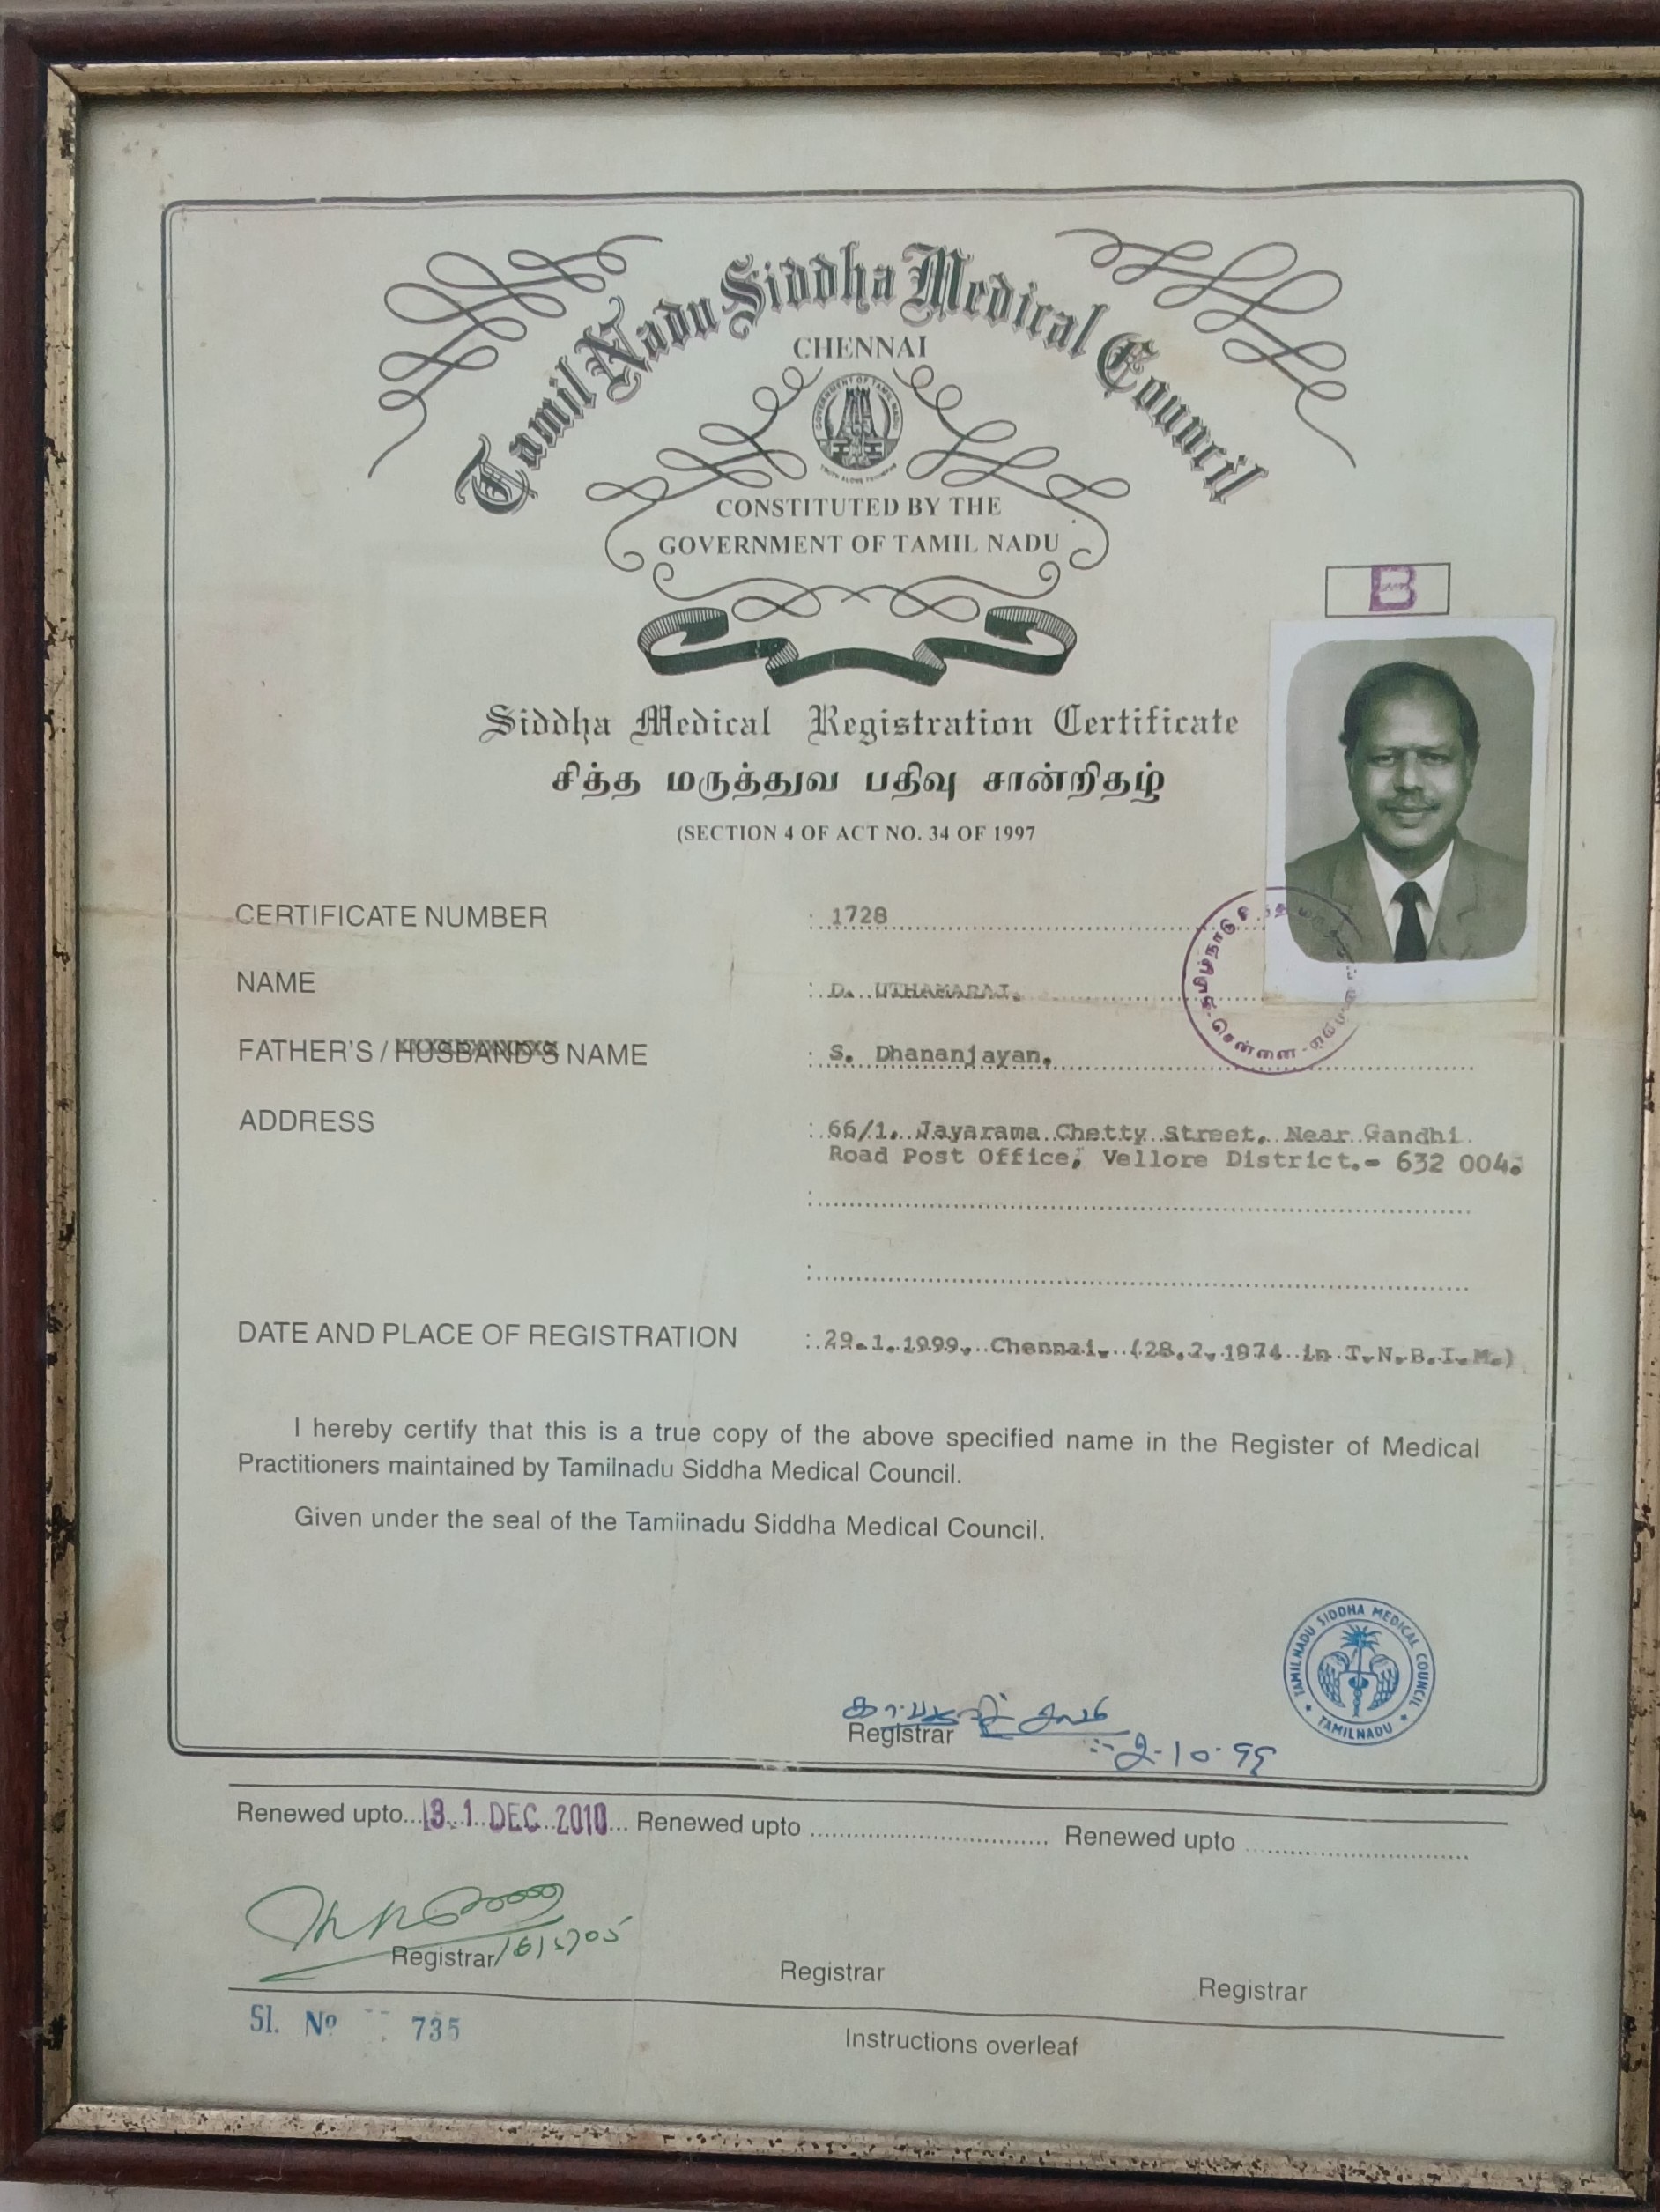 Tamil Nadu Siddha Medical Council
CHENNAI
GOVERNMENT OF TAMIL NADU
CONSTITUTED BY THE
GOVERNMENT OF TAMIL NADU
B
Siddha Medical Registration Certificate
சித்த மருத்துவ பதிவு சான்றிதழ்
(SECTION 4 OF ACT NO. 34 OF 1997
CERTIFICATE NUMBER : 1728
NAME : D. UTHAMARAJ.
FATHER'S / HUSBAND'S NAME : S. Dhananjayan.
ADDRESS : 66/1, Jayarama Chetty Street, Near Gandhi
Road Post Office, Vellore District.- 632 004.
DATE AND PLACE OF REGISTRATION : 29.1.1999, Chennai, (28.2.1974 in T.N.B.I.M.)
I hereby certify that this is a true copy of the above specified name in the Register of Medical
Practitioners maintained by Tamilnadu Siddha Medical Council.
Given under the seal of the Tamiinadu Siddha Medical Council.
TAMILNADU SIDDHA MEDICAL COUNCIL
TAMILNADU
Registrar
2-10-99
Renewed upto 31 DEC 2010 Renewed upto Renewed upto
Registrar Registrar Registrar
Sl. No 735
Instructions overleaf